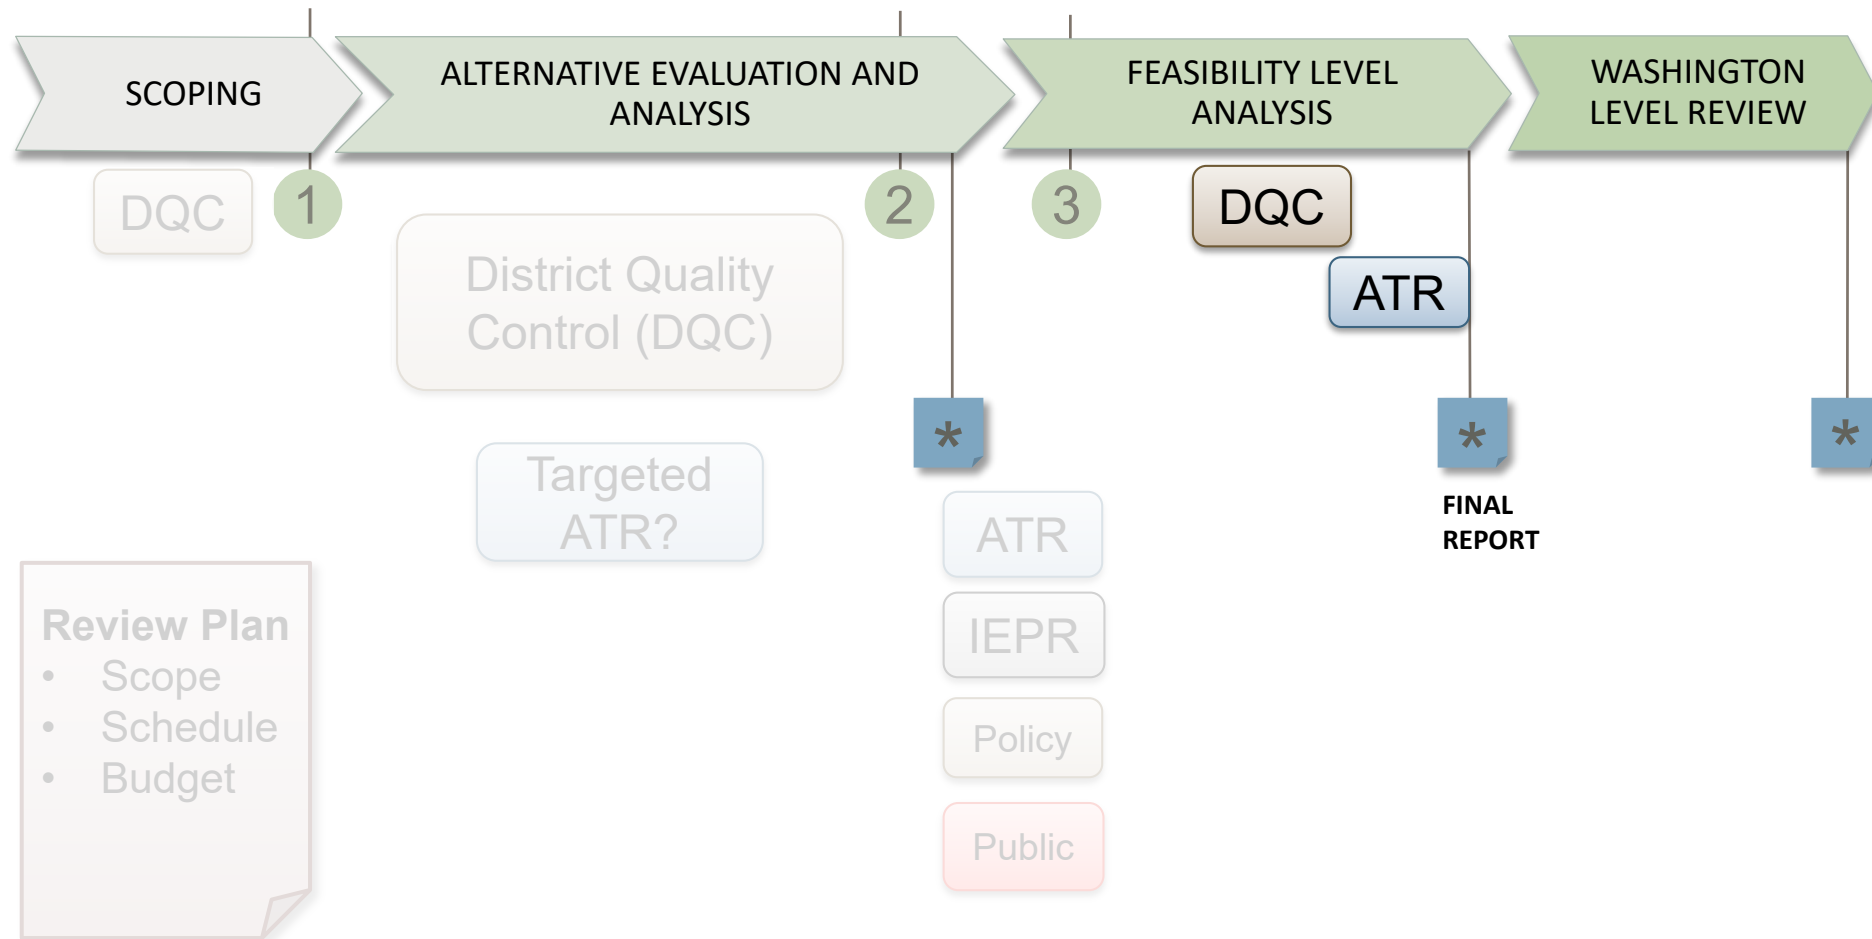 SCOPING
ALTERNATIVE EVALUATION AND
ANALYSIS
FEASIBILITY LEVEL
ANALYSIS
WASHINGTON
LEVEL REVIEW
DQC
1
2
3
DQC
District Quality
Control (DQC)
ATR
*
*
*
Targeted
ATR?
FINAL
REPORT
ATR
IEPR
Policy
Public
Review Plan
• Scope
• Schedule
• Budget